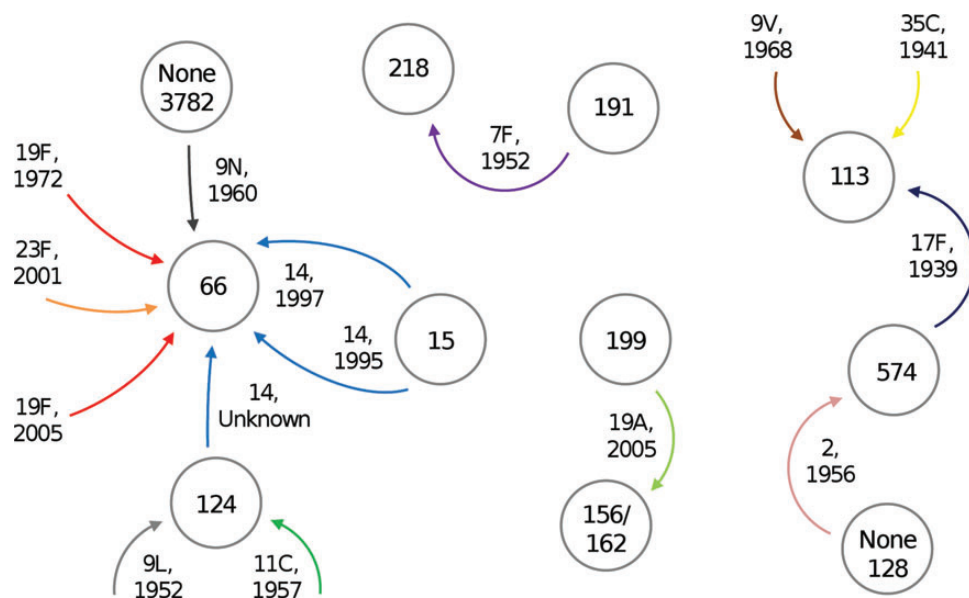 None
3782
218
191
7F,
1952
9V,
1968
35C,
1941
113
19F,
1972
9N,
1960
23F,
2001
66
14,
1997
17F,
1939
14,
1995
15
199
574
19F,
2005
14,
Unknown
19A,
2005
2,
1956
124
156/
162
None
128
9L,
1952
11C,
1957